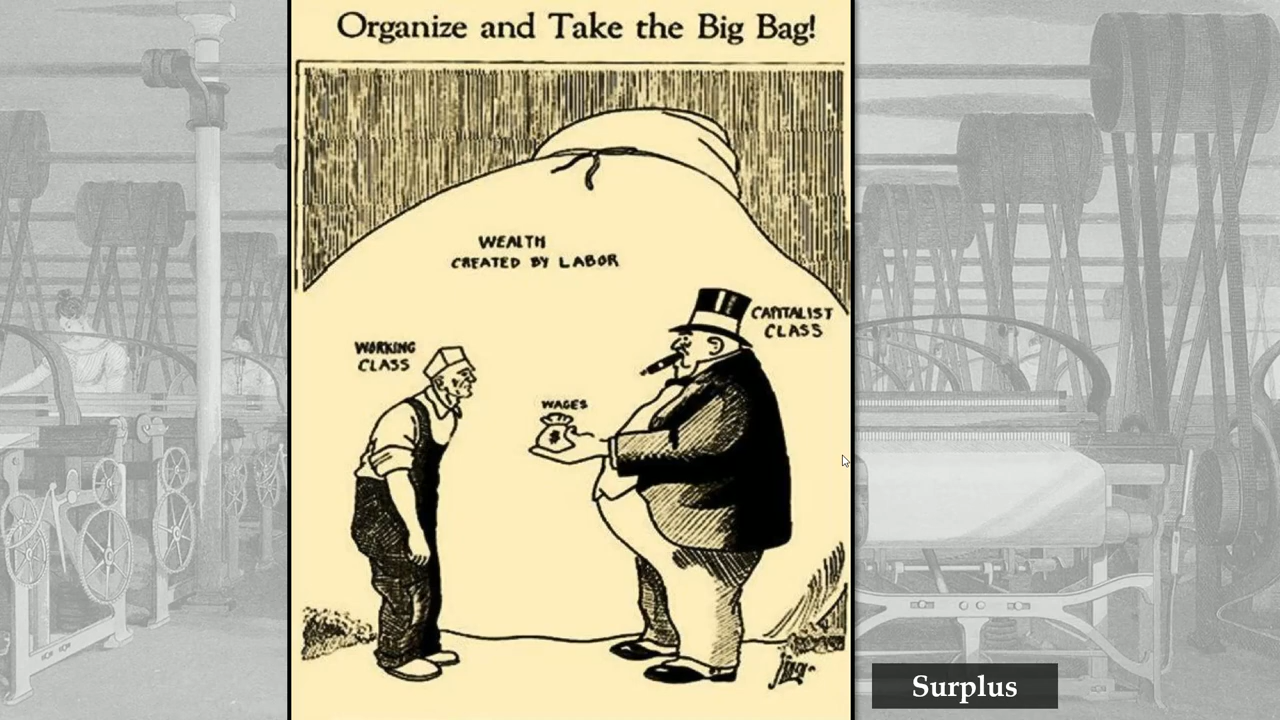 Organize and Take the Big Bag!
WEALTH
CREATED BY LABOR
CAPITALIST
CLASS
WORKING
CLASS
WAGES
$
Surplus